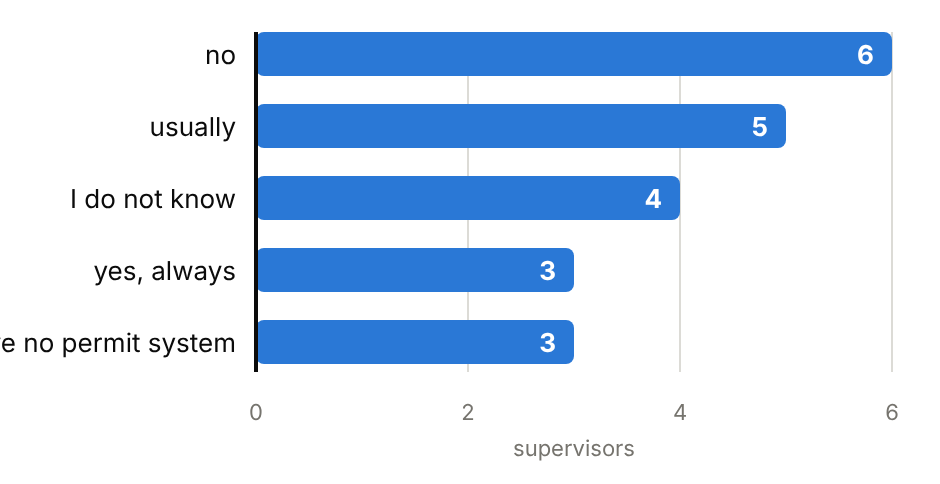 no 6
usually 5
I do not know 4
yes, always 3
no permit system 3
0 2 4 6
supervisors